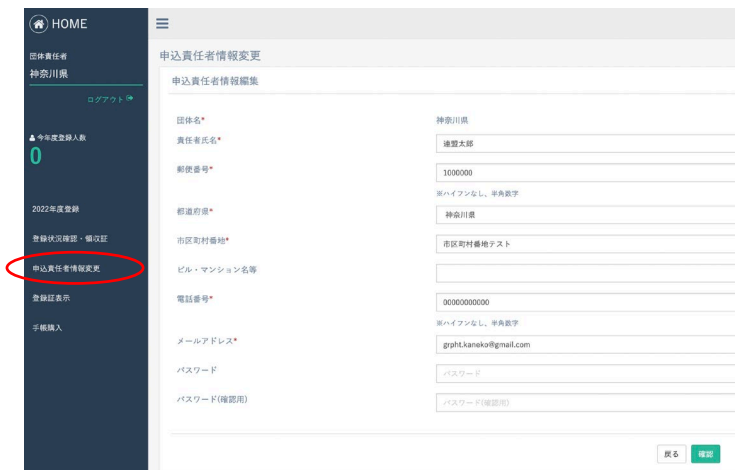 HOME
団体責任者
神奈川県
ログアウト
今年度登録人数
0
2022年度登録
登録状況確認・領収証
申込責任者情報変更
登録証表示
手帳購入
申込責任者情報変更
申込責任者情報編集
団体名* 神奈川県
責任者氏名* 連盟太郎
郵便番号* 1000000
※ハイフンなし、半角数字
都道府県* 神奈川県
市区町村番地* 市区町村番地テスト
ビル・マンション名等
電話番号* 00000000000
※ハイフンなし、半角数字
メールアドレス* grpht.kaneko@gmail.com
パスワード パスワード
パスワード(確認用) パスワード(確認用)
戻る 確認